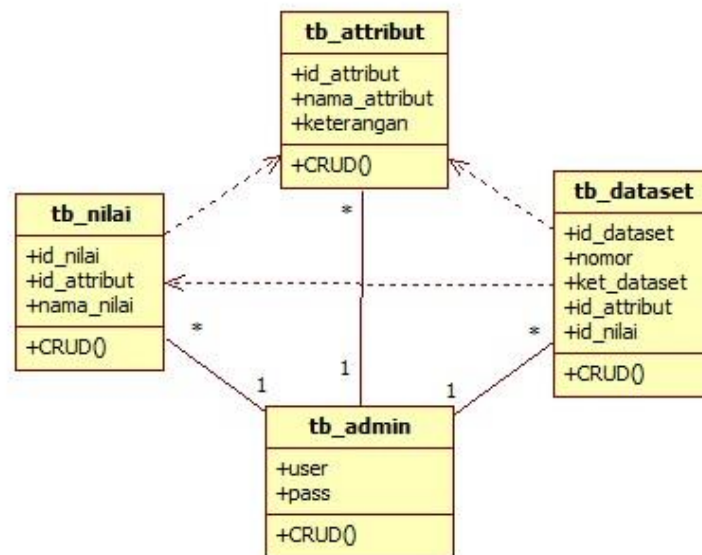 tb_attribut
+id_attribut
+nama_attribut
+keterangan
+CRUD()
tb_nilai
+id_nilai
+id_attribut
+nama_nilai
+CRUD()
tb_dataset
+id_dataset
+nomor
+ket_dataset
+id_attribut
+id_nilai
+CRUD()
*
*
*
1
1
1
tb_admin
+user
+pass
+CRUD()